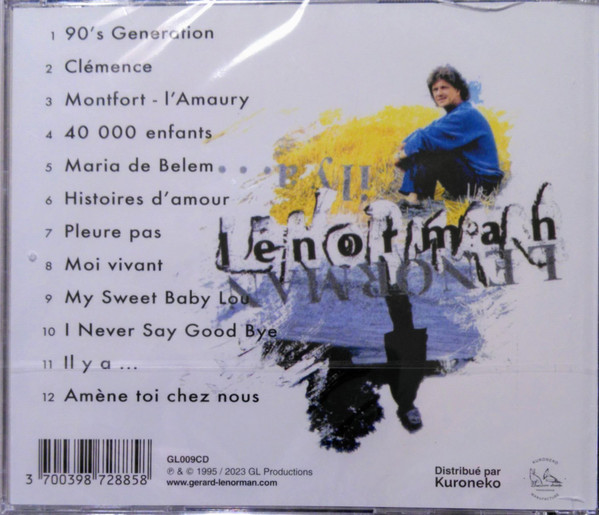 1 90's Generation
2 Clémence
3 Montfort - l'Amaury
4 40 000 enfants
5 Maria de Belem
6 Histoires d'amour
7 Pleure pas
8 Moi vivant
9 My Sweet Baby Lou
10 I Never Say Good Bye
11 Il y a ...
12 Amène toi chez nous
il y a...
Lenorman
LENORMAN
3 700398 728858
GL009CD
℗ & © 1995 / 2023 GL Productions
www.gerard-lenorman.com
Distribué par
Kuroneko
KURONEKO